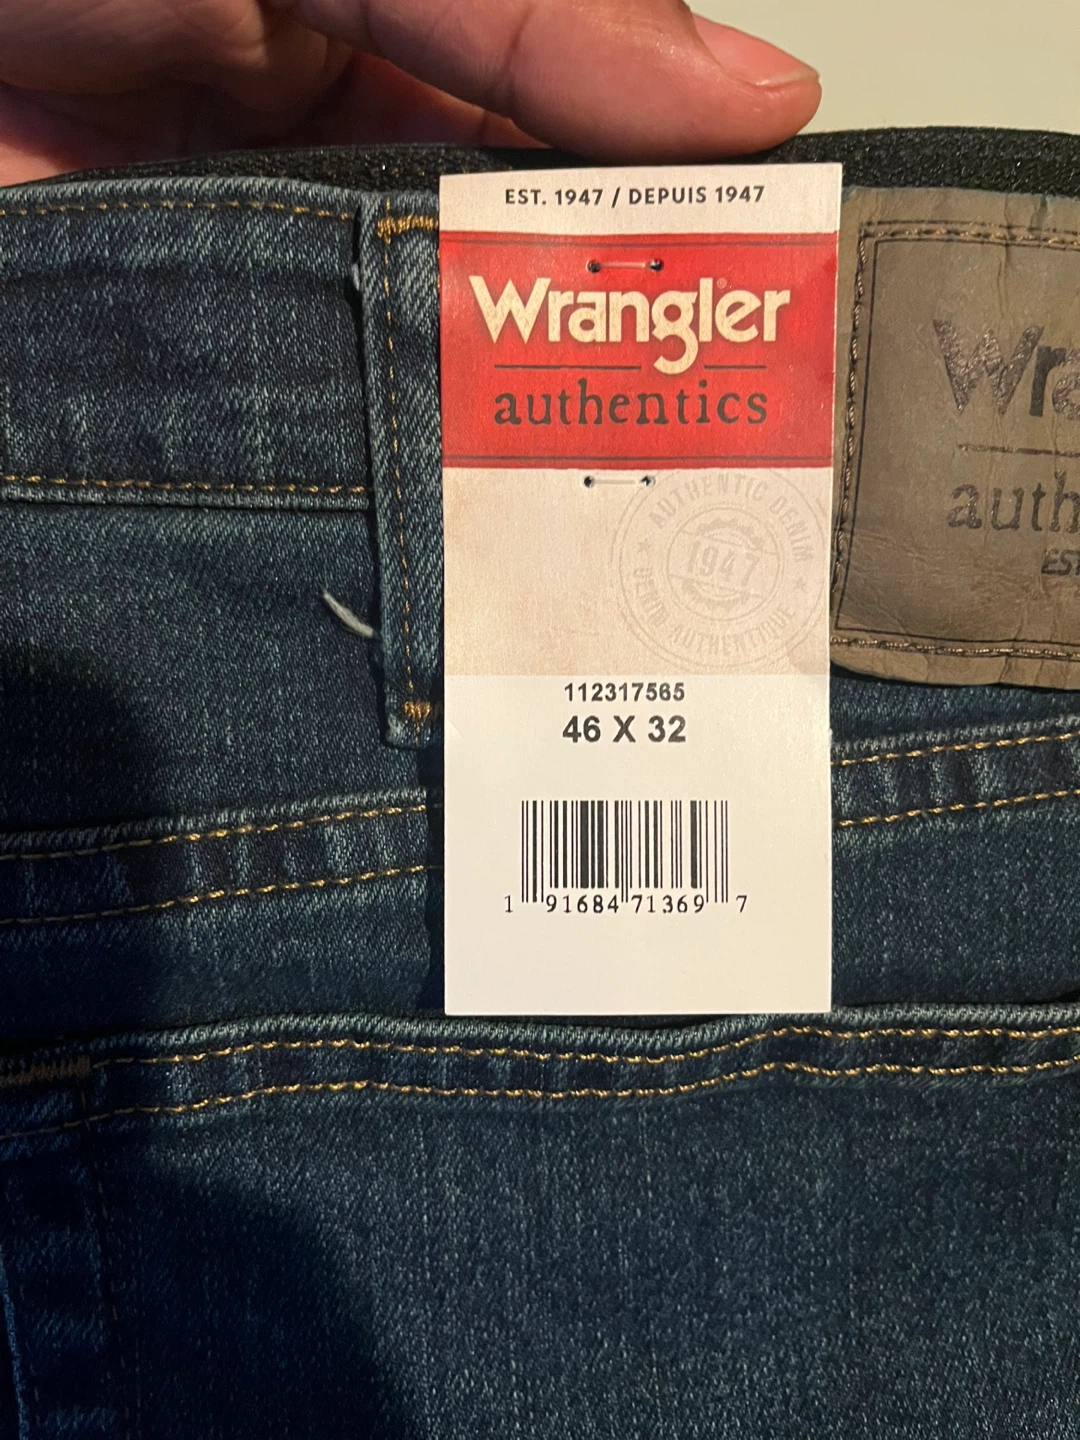 EST. 1947 / DEPUIS 1947
Wrangler®
authentics
AUTHENTIC DENIM
1947
DENIM AUTHENTIQUE
112317565
46 X 32
1 91684 71369 7
Wra
auth
EST